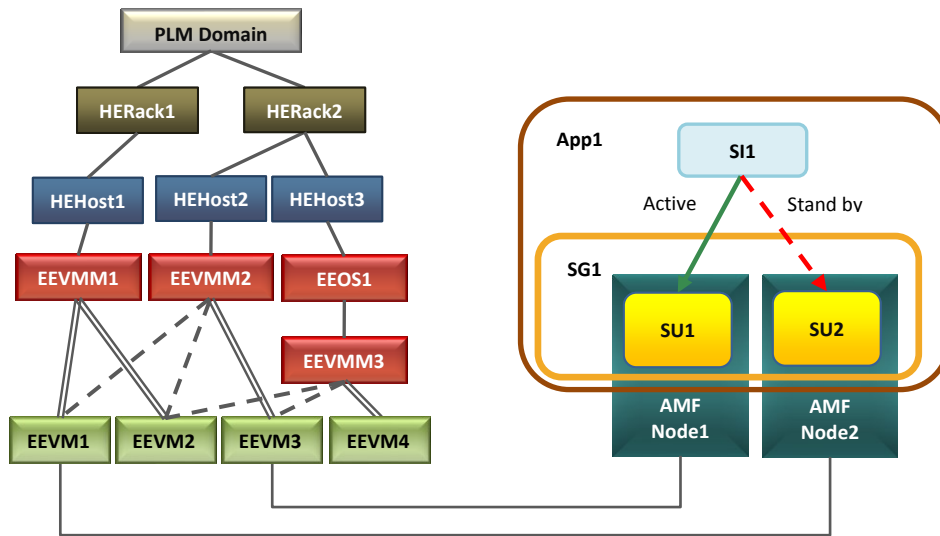 PLM Domain
HERack1
HERack2
HEHost1
HEHost2
HEHost3
EEVMM1
EEVMM2
EEOS1
EEVMM3
EEVM1
EEVM2
EEVM3
EEVM4
App1
SI1
Active
Stand by
SG1
SU1
SU2
AMF
Node1
AMF
Node2